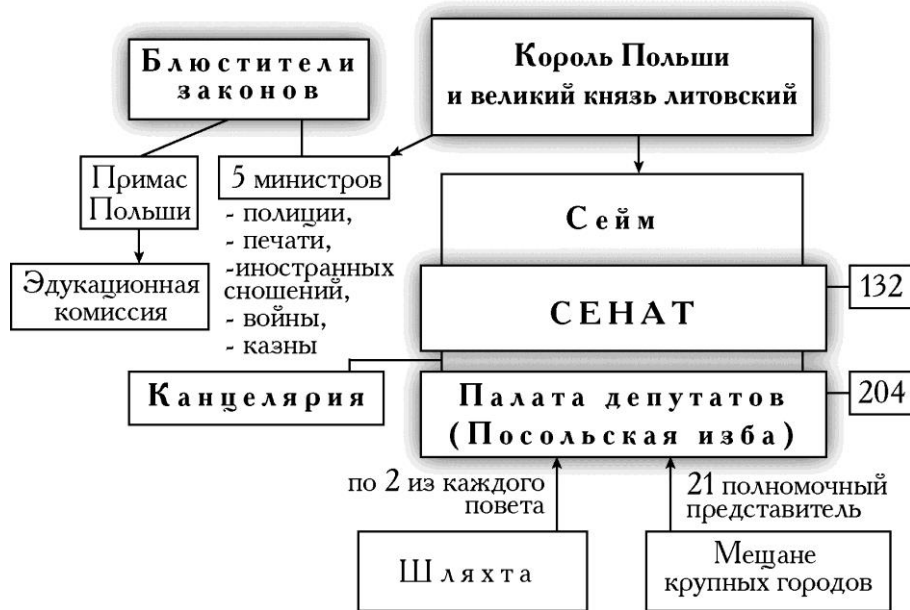 Блюстители
законов
Король Польши
и великий князь литовский
Примас
Польши
5 министров
- полиции,
- печати,
-иностранных
сношений,
- войны,
- казны
Эдукационная
комиссия
Сейм
СЕНАТ
132
Канцелярия
Палата депутатов
(Посольская изба)
204
по 2 из каждого
повета
21 полномочный
представитель
Шляхта
Мещане
крупных городов